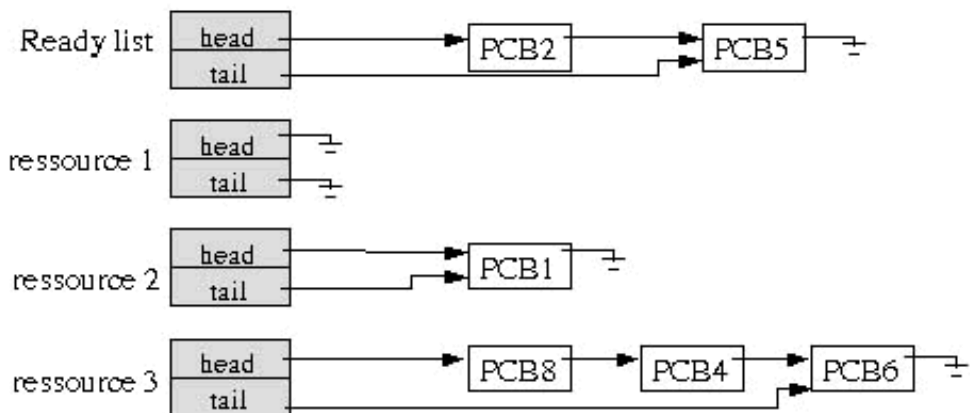 Ready list head PCB2 PCB5
tail
ressource 1 head
tail
ressource 2 head PCB1
tail
ressource 3 head PCB8 PCB4 PCB6
tail